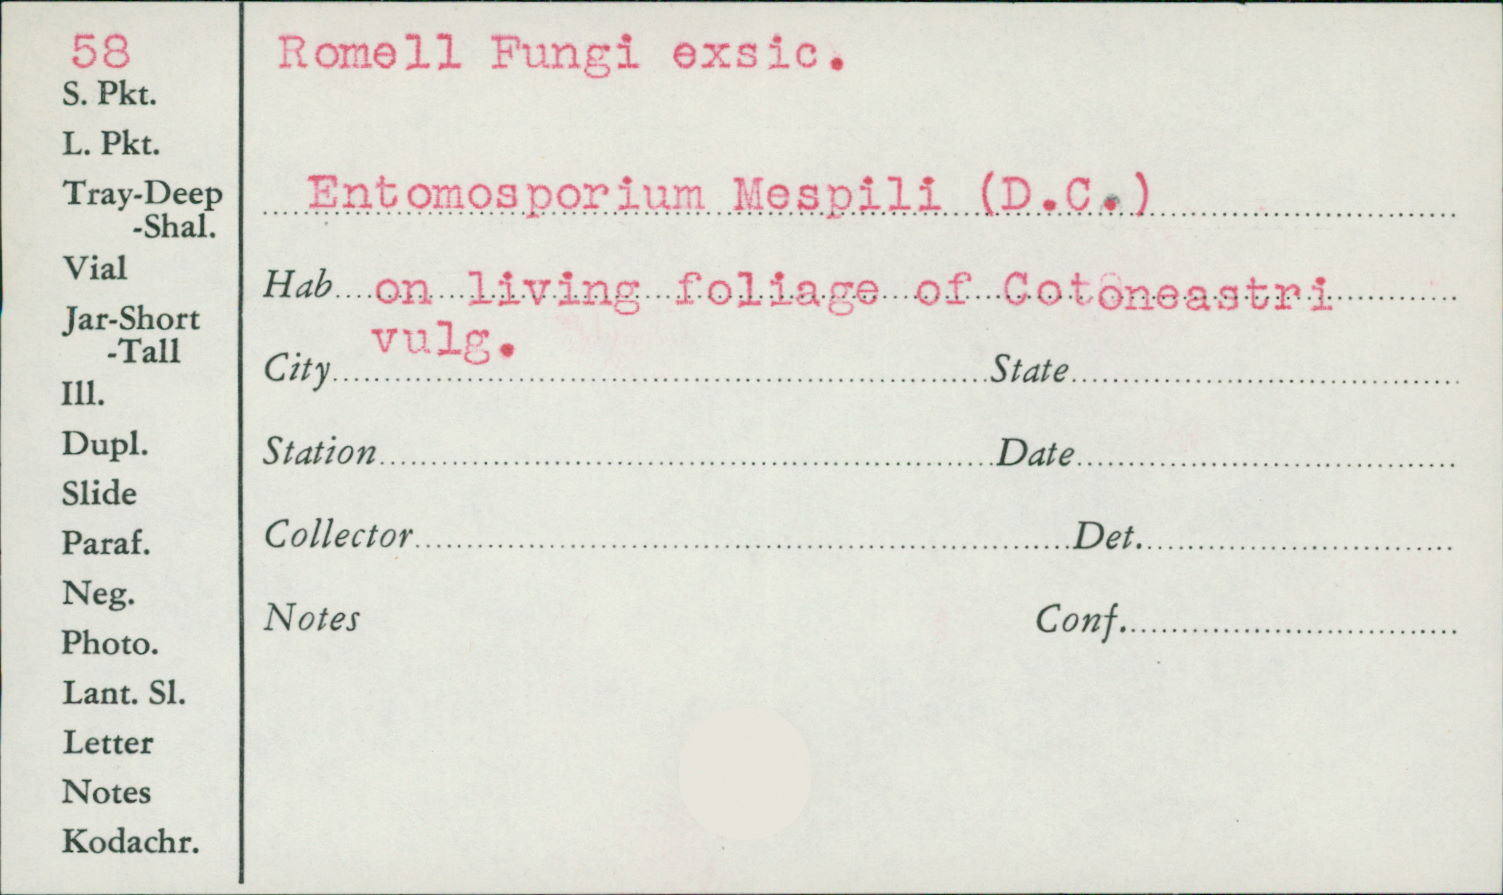 58
S. Pkt.
L. Pkt.
Tray-Deep
-Shal.
Vial
Jar-Short
-Tall
Ill.
Dupl.
Slide
Paraf.
Neg.
Photo.
Lant. Sl.
Letter
Notes
Kodachr.
Romell Fungi exsic.
Entomosporium Mespili (D.C.)
Hab on living foliage of Cotoneastri
vulg.
City State
Station Date
Collector Det.
Notes Conf.